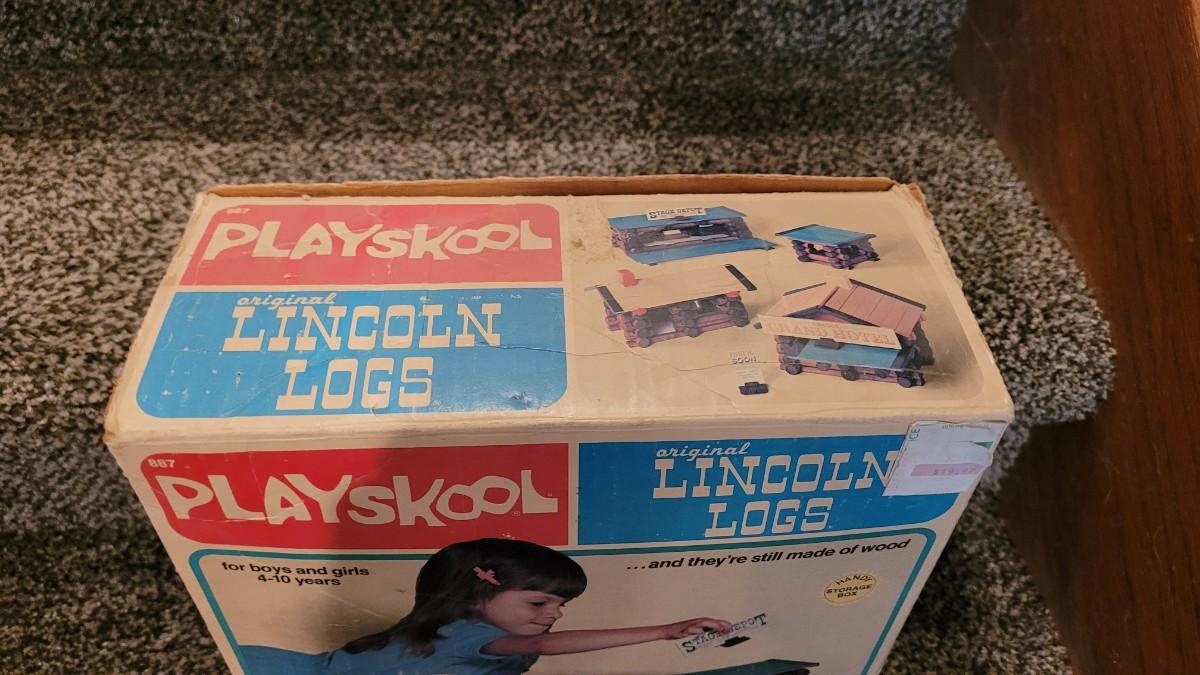 887
PLAYSKOOL
original
LINCOLN
LOGS
STAGE DEPOT
GRAND HOTEL
887
PLAYSKOOL
original
LINCOLN
LOGS
ICE
for boys and girls
4-10 years
...and they're still made of wood
HANDY
STORAGE
BOX
STAGE DEPOT